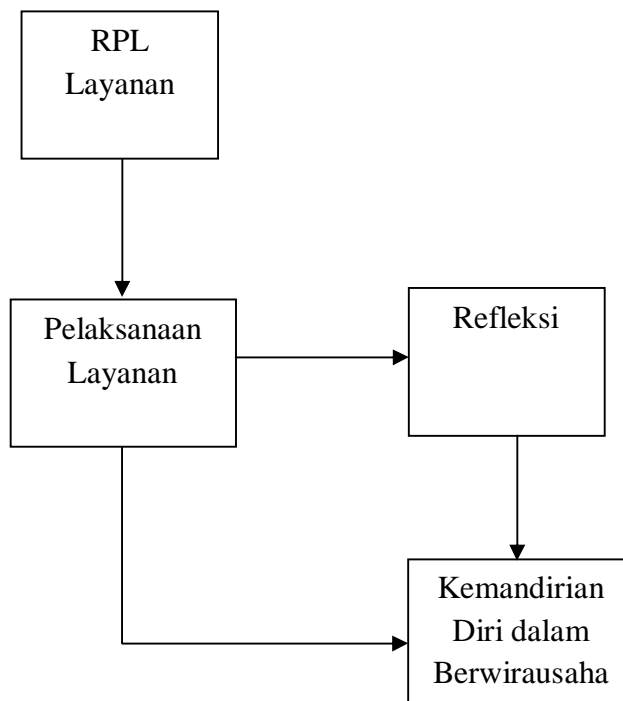 RPL
Layanan
Pelaksanaan
Layanan
Refleksi
Kemandirian
Diri dalam
Berwirausaha